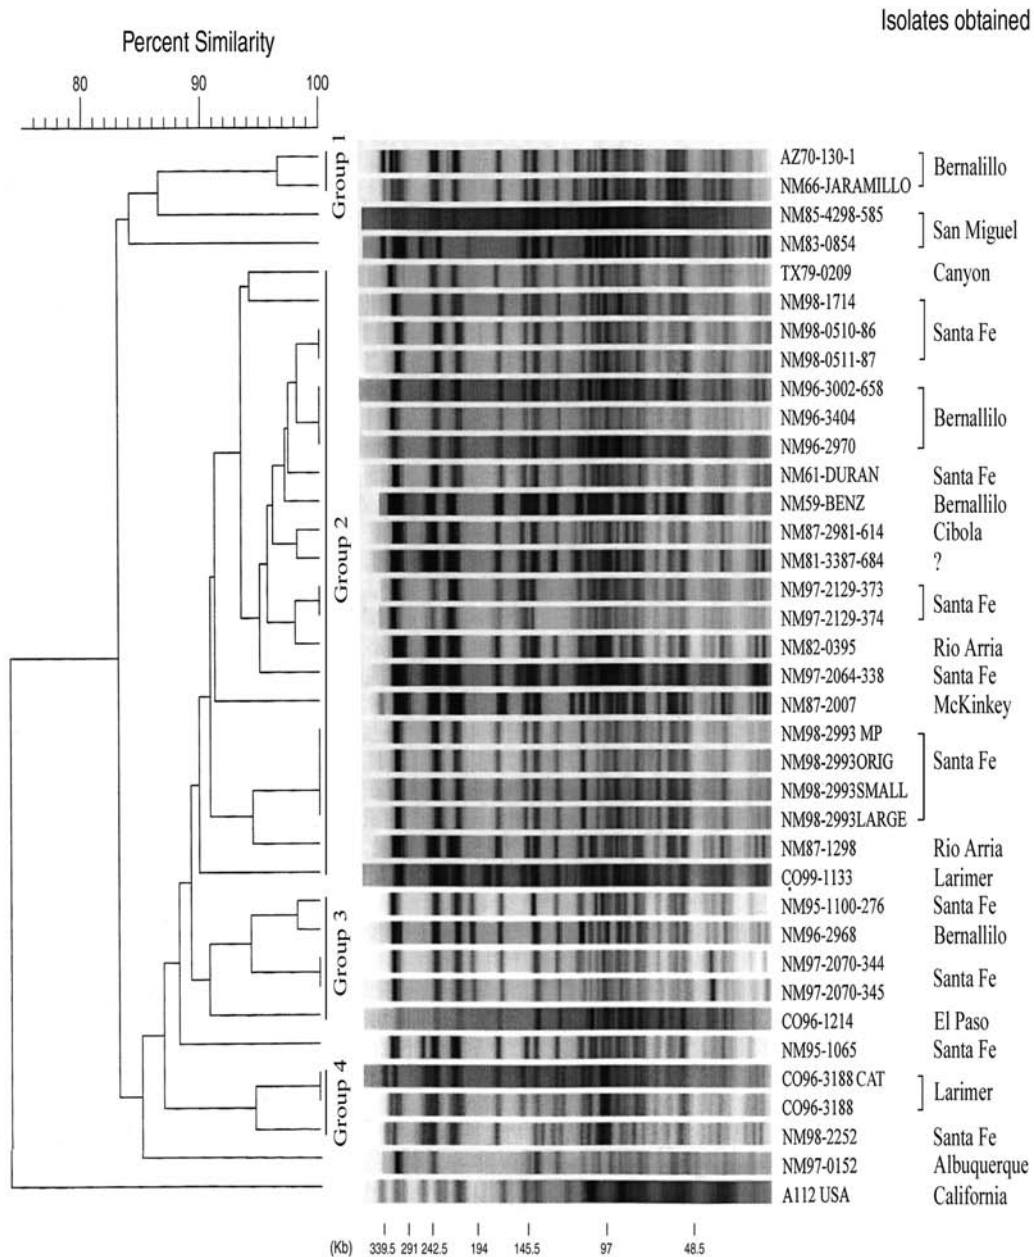 Isolates obtained
Percent Similarity
80 90 100
Group 1
Group 2
Group 3
Group 4
AZ70-130-1
NM66-JARAMILLO
Bernalillo
NM85-4298-585
NM83-0854
San Miguel
TX79-0209 Canyon
NM98-1714
NM98-0510-86
NM98-0511-87
Santa Fe
NM96-3002-658
NM96-3404
NM96-2970
Bernallilo
NM61-DURAN Santa Fe
NM59-BENZ Bernallilo
NM87-2981-614 Cibola
NM81-3387-684 ?
NM97-2129-373
NM97-2129-374
Santa Fe
NM82-0395 Rio Arria
NM97-2064-338 Santa Fe
NM87-2007 McKinkey
NM98-2993 MP
NM98-2993ORIG
NM98-2993SMALL
NM98-2993LARGE
Santa Fe
NM87-1298 Rio Arria
CO99-1133 Larimer
NM95-1100-276 Santa Fe
NM96-2968 Bernallilo
NM97-2070-344
NM97-2070-345
Santa Fe
CO96-1214 El Paso
NM95-1065 Santa Fe
CO96-3188 CAT
CO96-3188
Larimer
NM98-2252 Santa Fe
NM97-0152 Albuquerque
A112 USA California
(Kb) 339.5 291 242.5 194 145.5 97 48.5